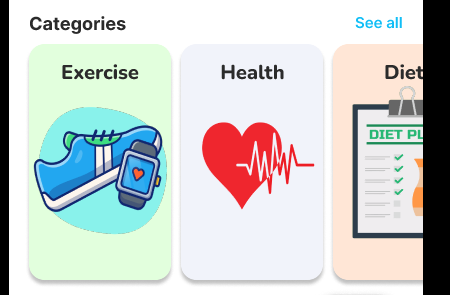 Categories
See all
Exercise
Health
Diet
DIET PL